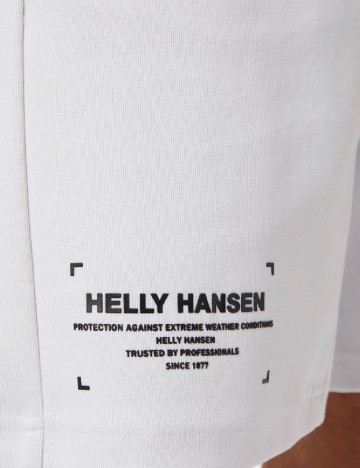 HELLY HANSEN
PROTECTION AGAINST EXTREME WEATHER CONDITIONS
HELLY HANSEN
TRUSTED BY PROFESSIONALS
SINCE 1877